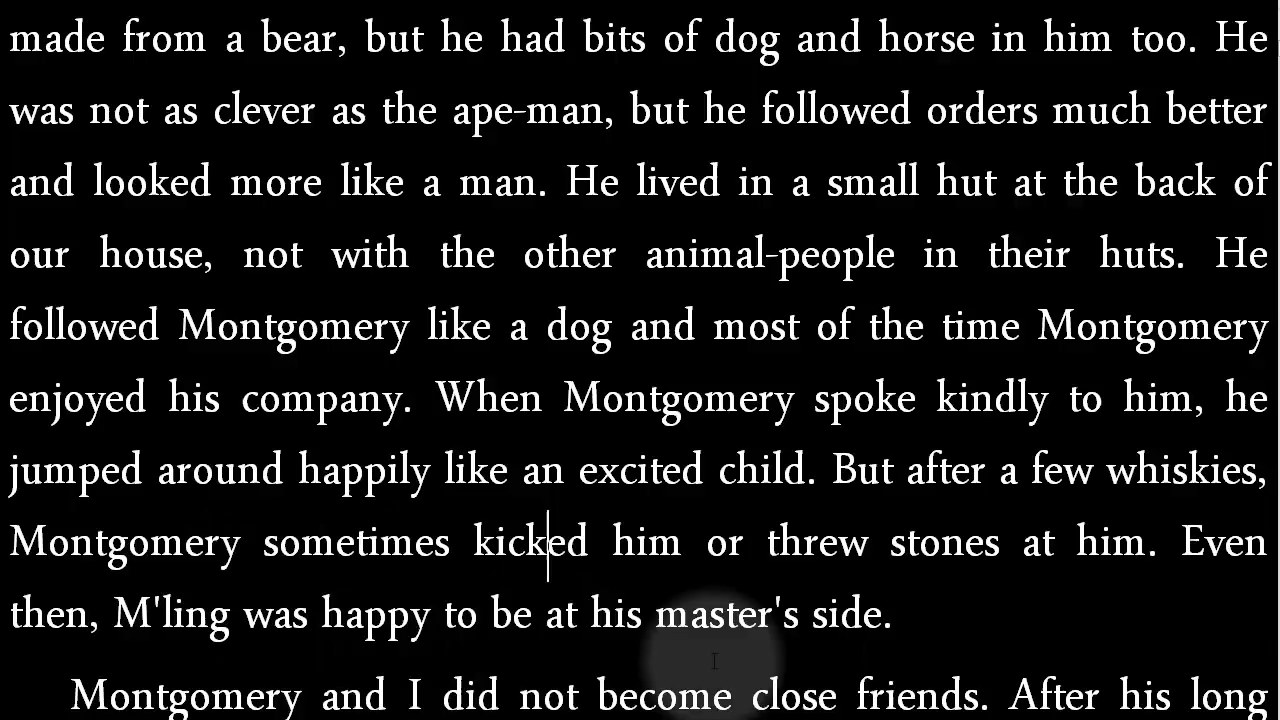 made from a bear, but he had bits of dog and horse in him too. He
was not as clever as the ape-man, but he followed orders much better
and looked more like a man. He lived in a small hut at the back of
our house, not with the other animal-people in their huts. He
followed Montgomery like a dog and most of the time Montgomery
enjoyed his company. When Montgomery spoke kindly to him, he
jumped around happily like an excited child. But after a few whiskies,
Montgomery sometimes kicked him or threw stones at him. Even
then, M'ling was happy to be at his master's side.
Montgomery and I did not become close friends. After his long